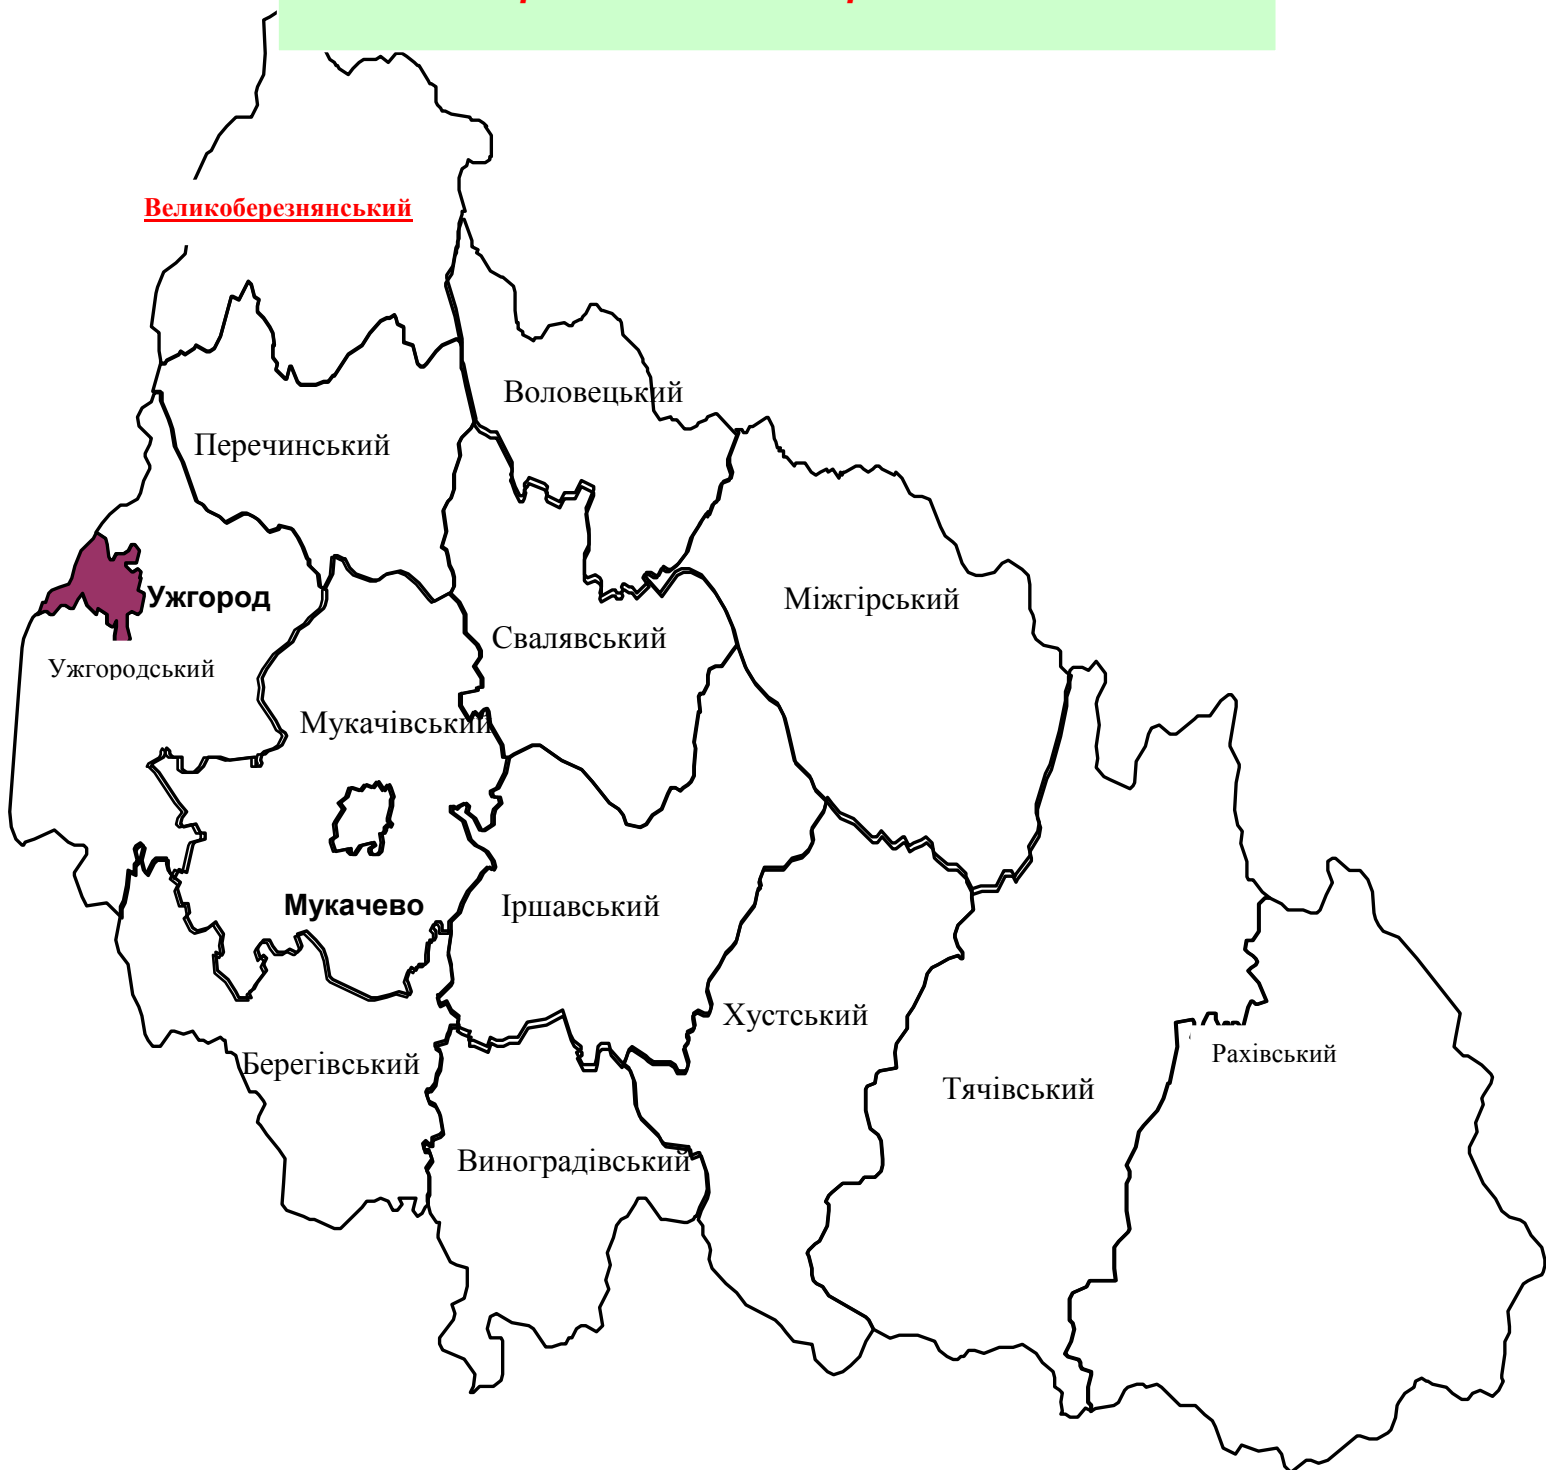 Великоберезнянський
Воловецький
Перечинський
Ужгород
Міжгірський
Свалявський
Ужгородський
Мукачівський
Мукачево
Іршавський
Хустський
Рахівський
Берегівський
Тячівський
Виноградівський